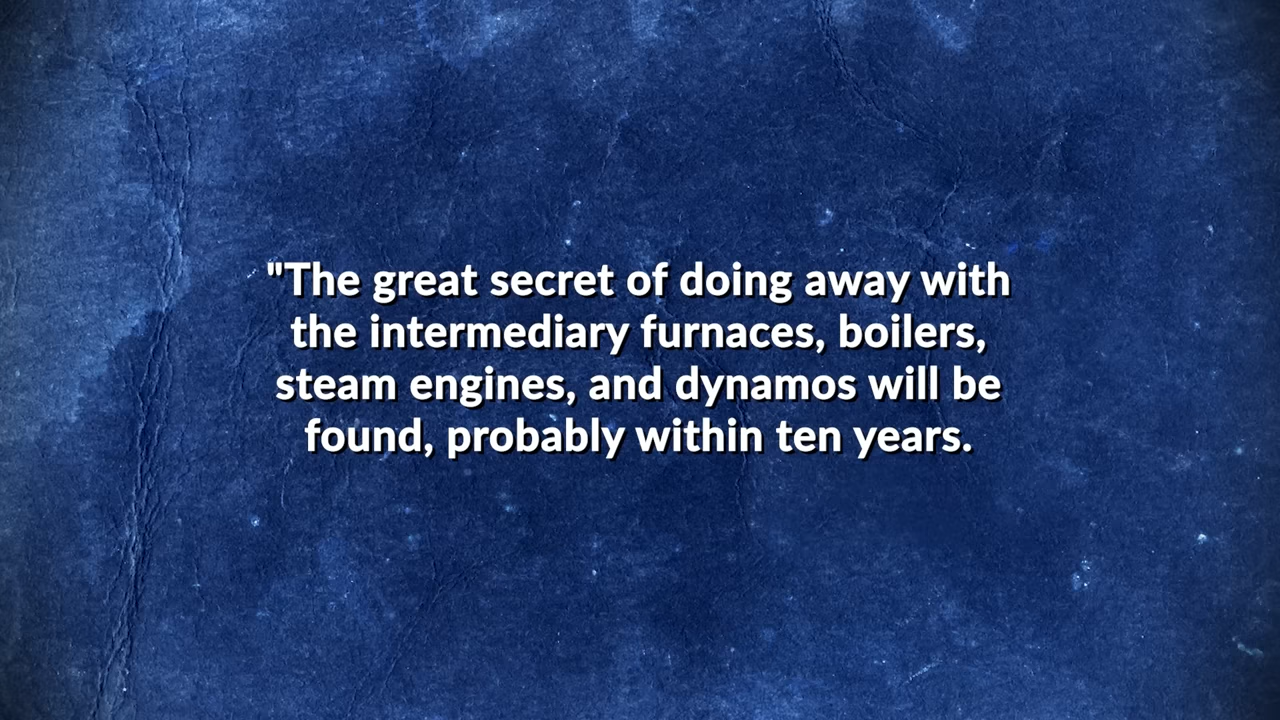 "The great secret of doing away with
the intermediary furnaces, boilers,
steam engines, and dynamos will be
found, probably within ten years.